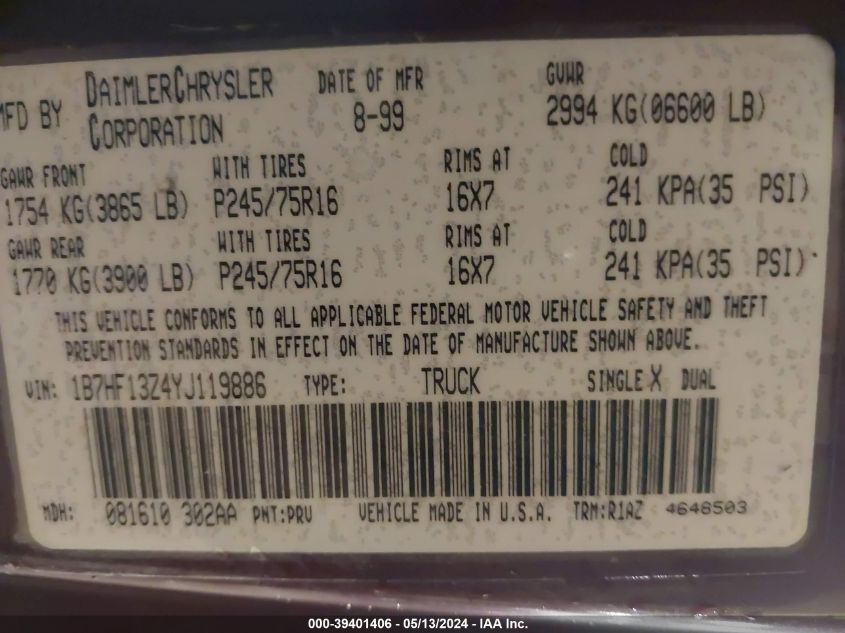 MFD BY DAIMLERCHRYSLER CORPORATION DATE OF MFR 8-99 GVWR 2994 KG(06600 LB)
GAWR FRONT WITH TIRES RIMS AT COLD
1754 KG(3865 LB) P245/75R16 16X7 241 KPA(35 PSI)
GAWR REAR WITH TIRES RIMS AT COLD
1770 KG(3900 LB) P245/75R16 16X7 241 KPA(35 PSI)
THIS VEHICLE CONFORMS TO ALL APPLICABLE FEDERAL MOTOR VEHICLE SAFETY AND THEFT
PREVENTION STANDARDS IN EFFECT ON THE DATE OF MANUFACTURE SHOWN ABOVE.
VIN: 1B7HF13Z4YJ119886 TYPE: TRUCK SINGLE X DUAL
MDH: 081610 302AA PNT:PRV VEHICLE MADE IN U.S.A. TRM:R1AZ 4648503
000-39401406 - 05/13/2024 - IAA Inc.